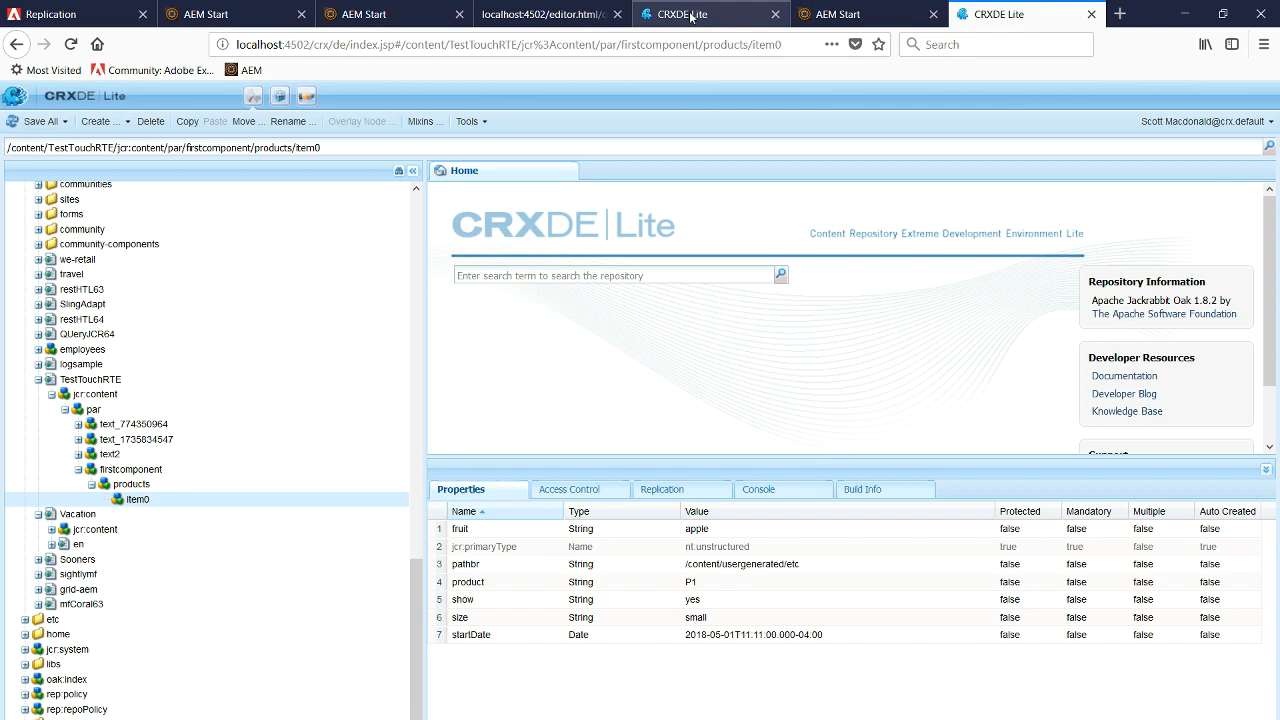 Replication
AEM Start
AEM Start
localhost:4502/editor.html/c
CRXDE Lite
AEM Start
CRXDE Lite
localhost:4502/crx/de/index.jsp#/content/TestTouchRTE/jcr%3Acontent/par/firstcomponent/products/item0
Search
Most Visited
Community: Adobe Ex...
AEM
CRXDE | Lite
Save All
Create ...
Delete
Copy
Paste
Move ...
Rename ...
Overlay Node ...
Mixins ...
Tools
Scott Macdonald@crx.default
/content/TestTouchRTE/jcr:content/par/firstcomponent/products/item0
communities
sites
forms
community
community-components
we-retail
travel
restHTL63
SlingAdapt
restHTL64
QUeryJCR64
employees
logsample
TestTouchRTE
jcr:content
par
text_774350964
text_1735834547
text2
firstcomponent
products
item0
Vacation
jcr:content
en
Sooners
sightlymf
grid-aem
mfCoral63
etc
home
jcr:system
libs
oak:index
rep:policy
rep:repoPolicy
Home
CRXDE | Lite
Content Repository Extreme Development Environment Lite
Enter search term to search the repository
Repository Information
Apache Jackrabbit Oak 1.8.2 by
The Apache Software Foundation
Developer Resources
Documentation
Developer Blog
Knowledge Base
Support
Properties
Access Control
Replication
Console
Build Info
Name Type Value Protected Mandatory Multiple Auto Created
1 fruit String apple false false false false
2 jcr:primaryType Name nt:unstructured true true false true
3 pathbr String /content/usergenerated/etc false false false false
4 product String P1 false false false false
5 show String yes false false false false
6 size String small false false false false
7 startDate Date 2018-05-01T11:11:00.000-04:00 false false false false